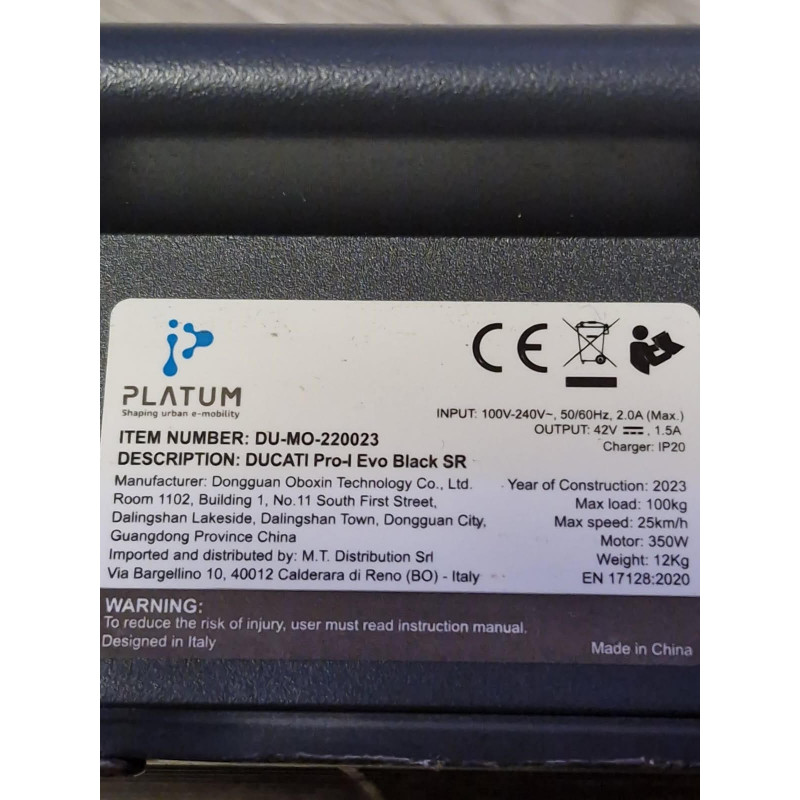 PLATUM
Shaping urban e-mobility
CE
INPUT: 100V-240V~, 50/60Hz, 2.0A (Max.)
OUTPUT: 42V ⎓, 1.5A
Charger: IP20
ITEM NUMBER: DU-MO-220023
DESCRIPTION: DUCATI Pro-I Evo Black SR
Manufacturer: Dongguan Oboxin Technology Co., Ltd.
Room 1102, Building 1, No.11 South First Street,
Dalingshan Lakeside, Dalingshan Town, Dongguan City,
Guangdong Province China
Imported and distributed by: M.T. Distribution Srl
Via Bargellino 10, 40012 Calderara di Reno (BO) - Italy
Year of Construction: 2023
Max load: 100kg
Max speed: 25km/h
Motor: 350W
Weight: 12Kg
EN 17128:2020
WARNING:
To reduce the risk of injury, user must read instruction manual.
Designed in Italy
Made in China